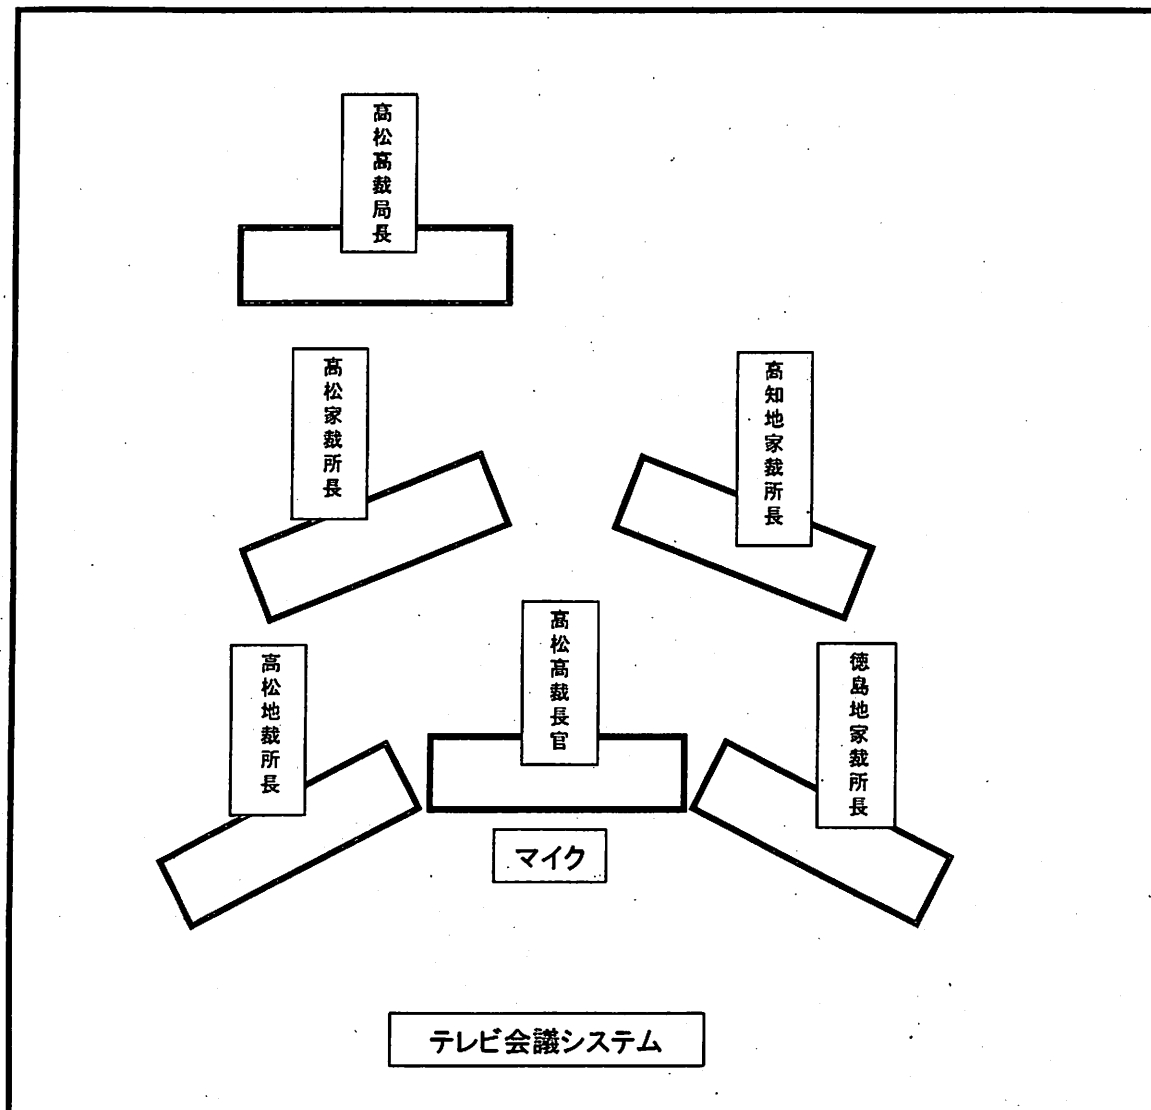 高松高裁局長
高松家裁所長
高知地家裁所長
高松地裁所長
高松高裁長官
徳島地家裁所長
マイク
テレビ会議システム